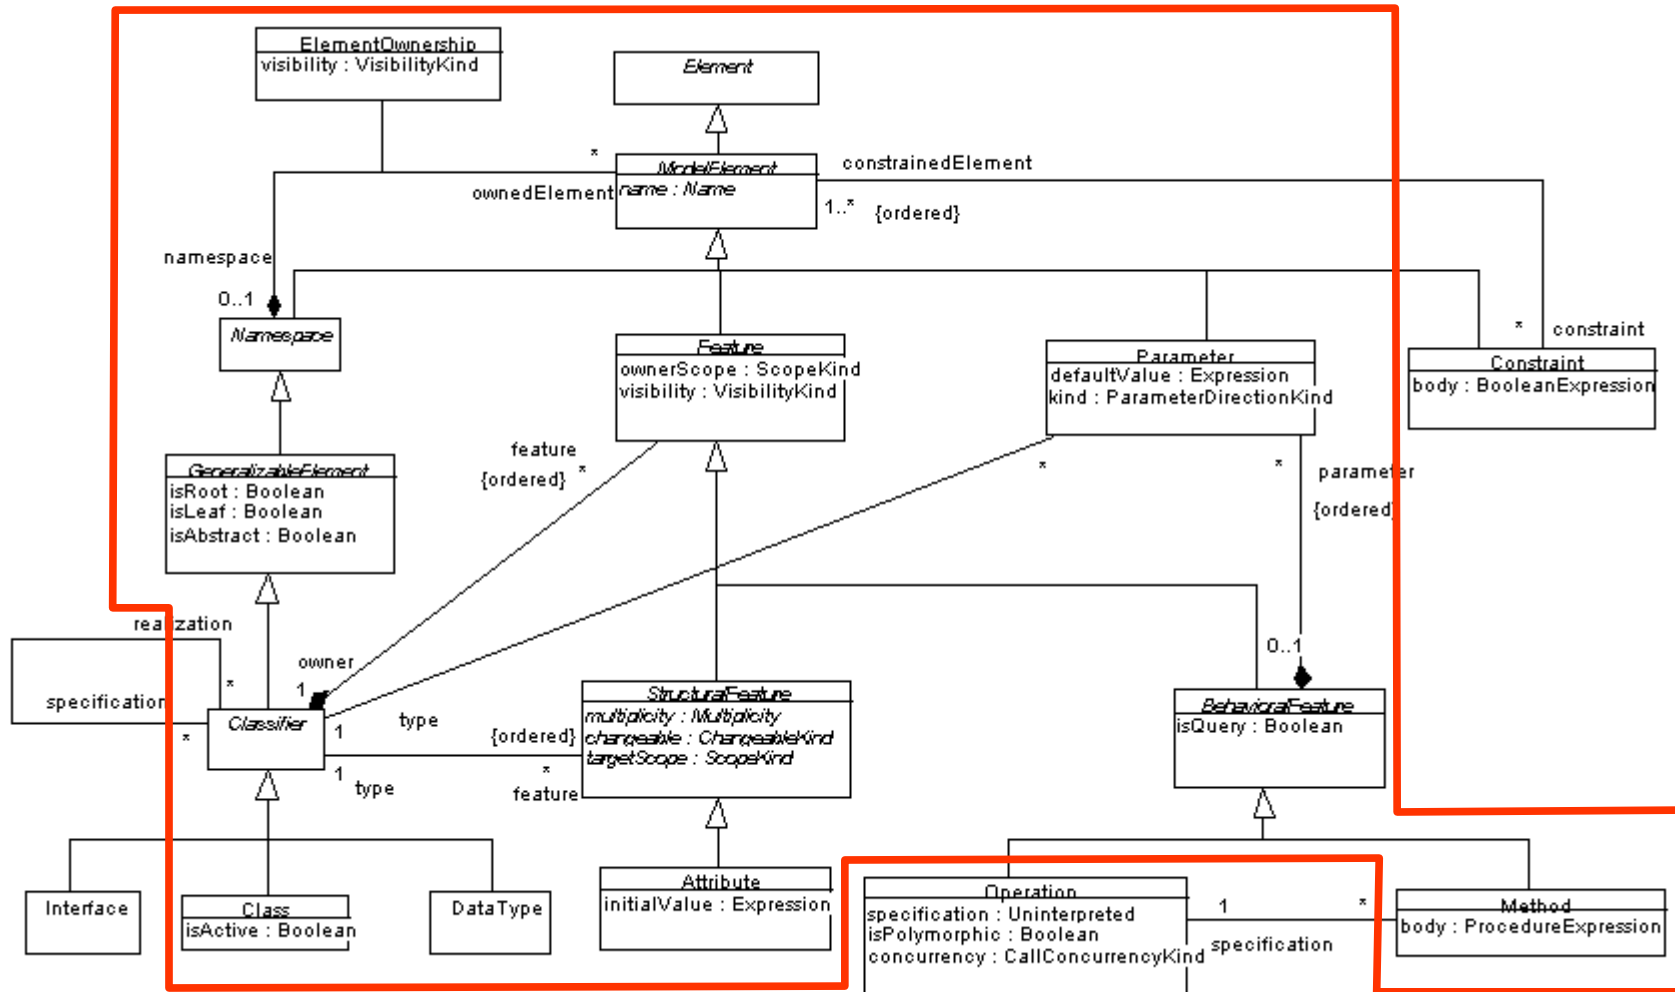 ElementOwnership
visibility : VisibilityKind
Element
*
ModelElement
name : Name
ownedElement
constrainedElement
1..*
{ordered}
namespace
0..1
Namespace
Feature
ownerScope : ScopeKind
visibility : VisibilityKind
Parameter
defaultValue : Expression
kind : ParameterDirectionKind
*
constraint
Constraint
body : BooleanExpression
feature
{ordered}
*
*
*
parameter
{ordered}
GeneralizableElement
isRoot : Boolean
isLeaf : Boolean
isAbstract : Boolean
realization
*
specification
*
owner
1
Classifier
1
type
1
type
{ordered}
*
feature
StructuralFeature
multiplicity : Multiplicity
changeable : ChangeableKind
targetScope : ScopeKind
0..1
BehavioralFeature
isQuery : Boolean
Interface
Class
isActive : Boolean
DataType
Attribute
initialValue : Expression
Operation
specification : Uninterpreted
isPolymorphic : Boolean
concurrency : CallConcurrencyKind
1
*
specification
Method
body : ProcedureExpression